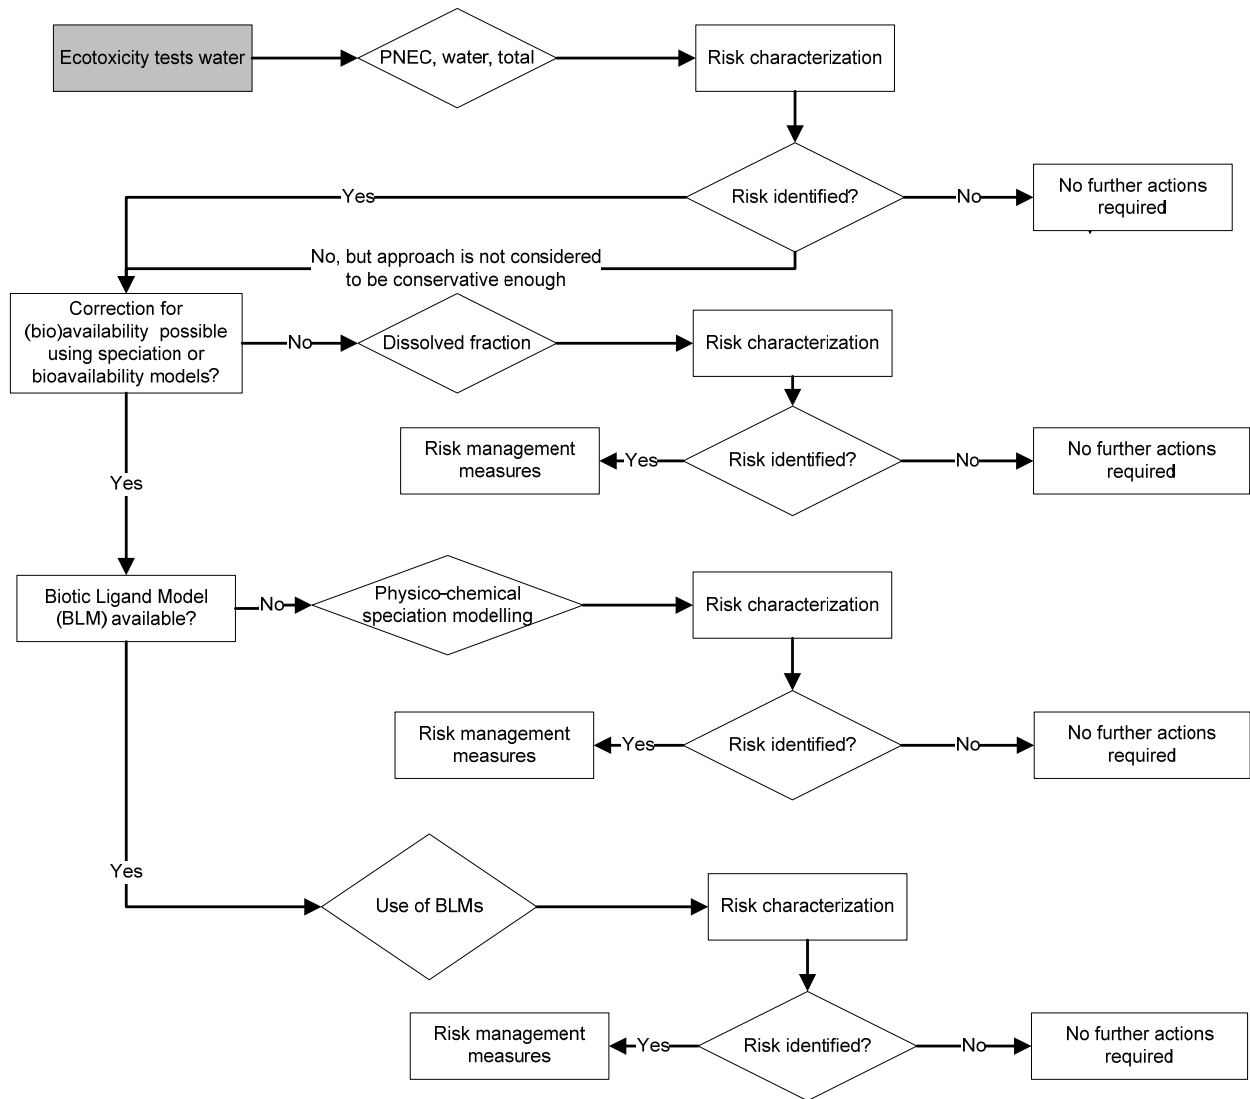 Ecotoxicity tests water
PNEC, water, total
Risk characterization
Yes
Risk identified?
No
No further actions
required
No, but approach is not considered
to be conservative enough
Correction for
(bio)availability possible
using speciation or
bioavailability models?
No
Dissolved fraction
Risk characterization
Risk management
measures
Yes
Risk identified?
No
No further actions
required
Yes
Biotic Ligand Model
(BLM) available?
No
Physico-chemical
speciation modelling
Risk characterization
Risk management
measures
Yes
Risk identified?
No
No further actions
required
Yes
Use of BLMs
Risk characterization
Risk management
measures
Yes
Risk identified?
No
No further actions
required